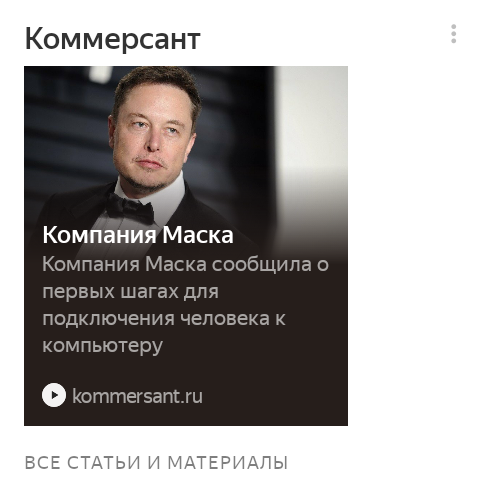 Коммерсант
Компания Маска
Компания Маска сообщила о
первых шагах для
подключения человека к
компьютеру
kommersant.ru
ВСЕ СТАТЬИ И МАТЕРИАЛЫ